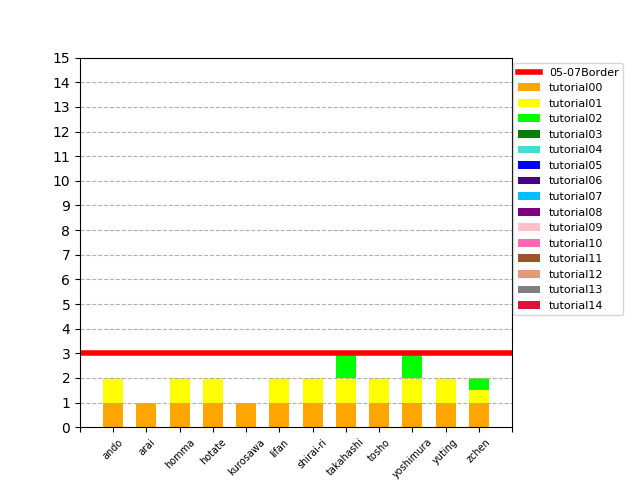 15
14
13
12
11
10
9
8
7
6
5
4
3
2
1
0
ando
arai
homma
hotate
kurosawa
lifan
shirai-ri
takahashi
tosho
yoshimura
yuting
zchen
05-07Border
tutorial00
tutorial01
tutorial02
tutorial03
tutorial04
tutorial05
tutorial06
tutorial07
tutorial08
tutorial09
tutorial10
tutorial11
tutorial12
tutorial13
tutorial14